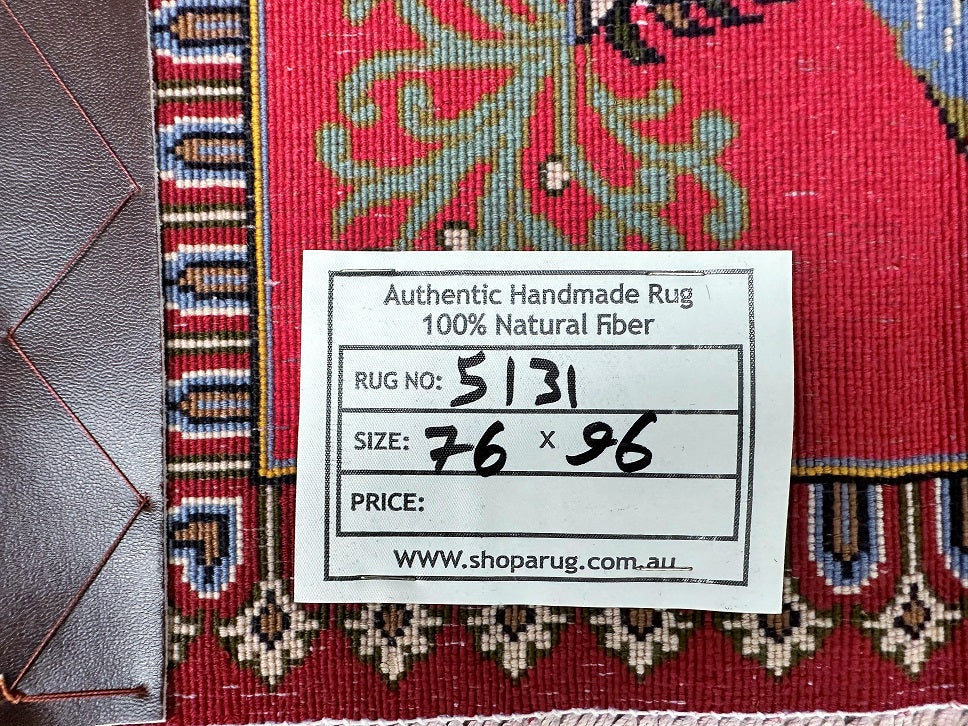 Authentic Handmade Rug
100% Natural Fiber
RUG NO: 5131
SIZE: 76 x 96
PRICE:
WWW.shoparug.com.au